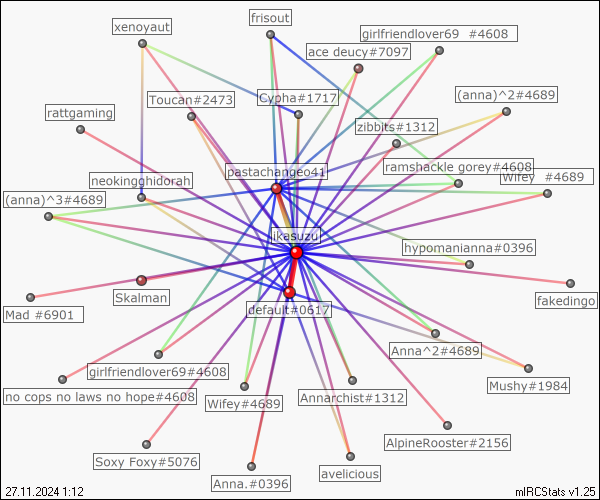 frisout
xenoyaut
girlfriendlover69 #4608
ace deucy#7097
Toucan#2473
Cypha#1717
(anna)^2#4689
rattgaming
zibbits#1312
pastachangeo41
ramshackle gorey#4608
Wifey #4689
neokingghidorah
(anna)^3#4689
ikasuzu
hypomanianna#0396
Skalman
fakedingo
Mad #6901
default#0617
Anna^2#4689
girlfriendlover69#4608
Mushy#1984
no cops no laws no hope#4608
Wifey#4689
Annarchist#1312
AlpineRooster#2156
Soxy Foxy#5076
avelicious
Anna.#0396
27.11.2024 1:12
mIRCStats v1.25